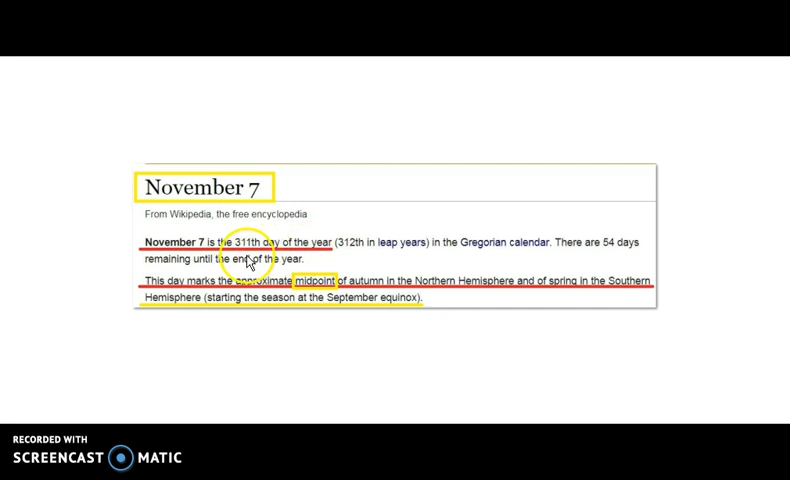 November 7
From Wikipedia, the free encyclopedia
November 7 is the 311th day of the year (312th in leap years) in the Gregorian calendar. There are 54 days
remaining until the end of the year.
This day marks the approximate midpoint of autumn in the Northern Hemisphere and of spring in the Southern
Hemisphere (starting the season at the September equinox).
RECORDED WITH
SCREENCAST MATIC